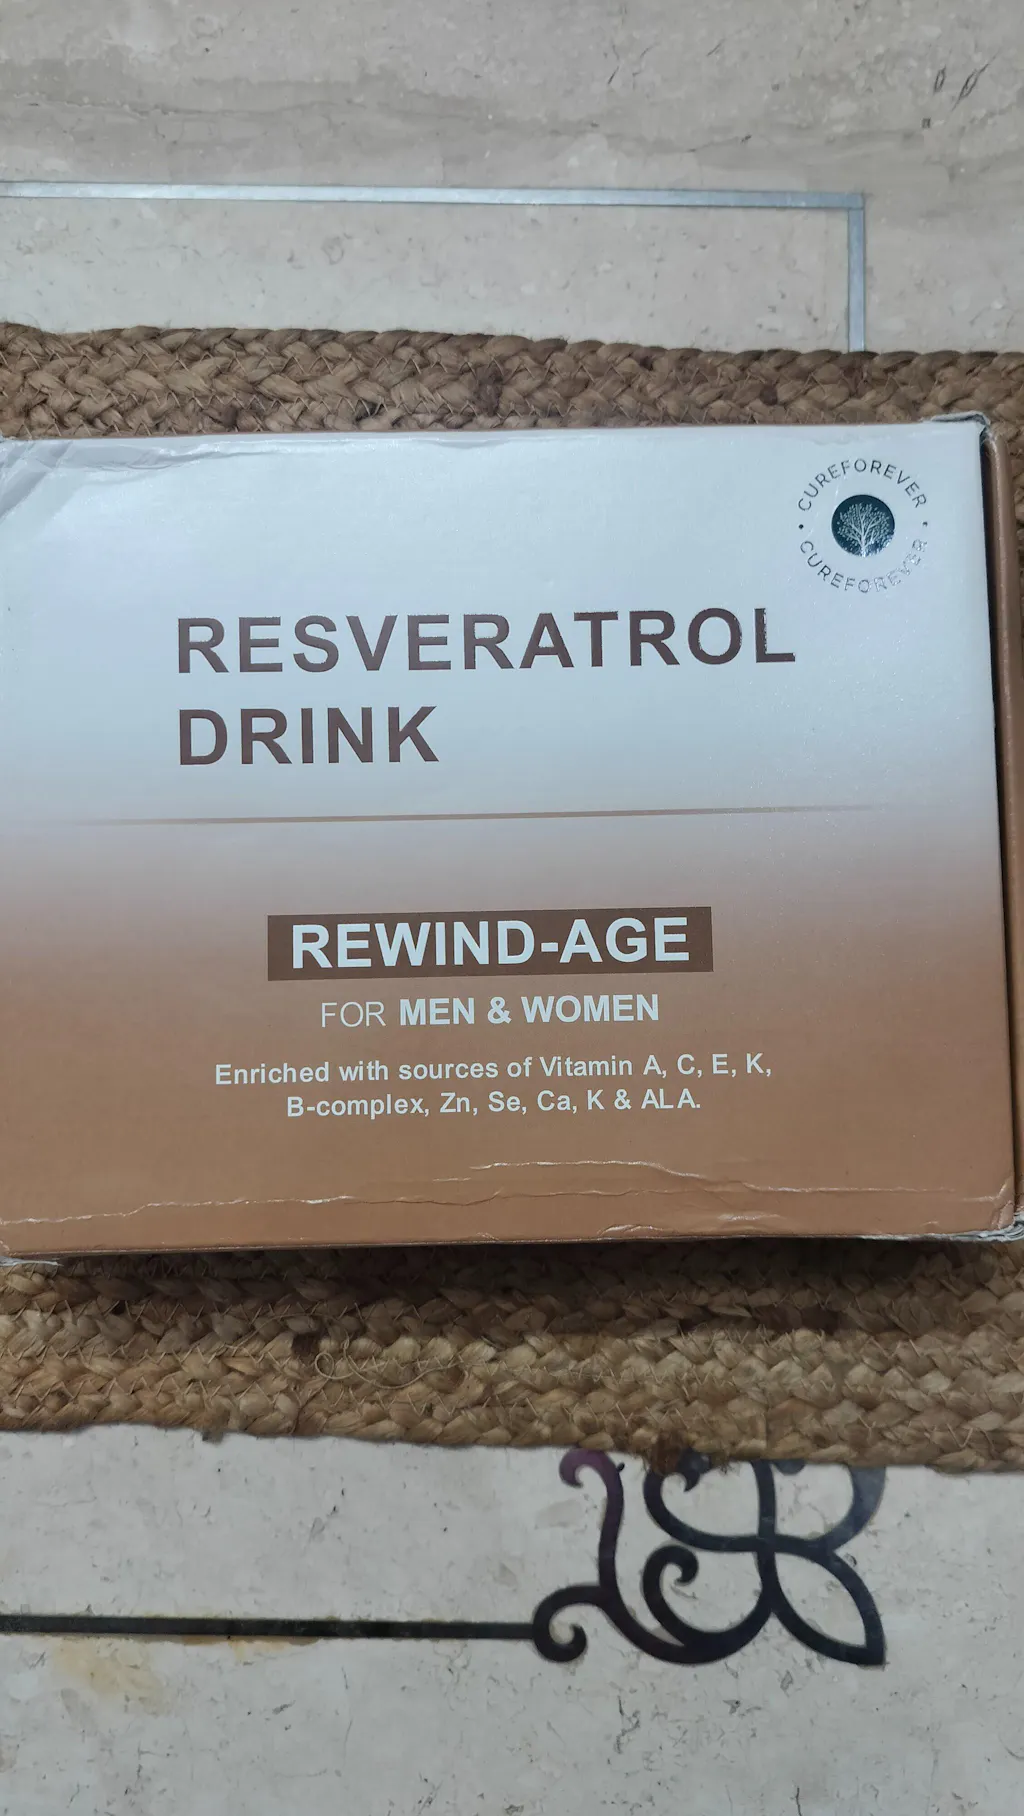 CUREFOREVER
CUREFOREVER
RESVERATROL
DRINK
REWIND-AGE
FOR MEN & WOMEN
Enriched with sources of Vitamin A, C, E, K,
B-complex, Zn, Se, Ca, K & ALA.